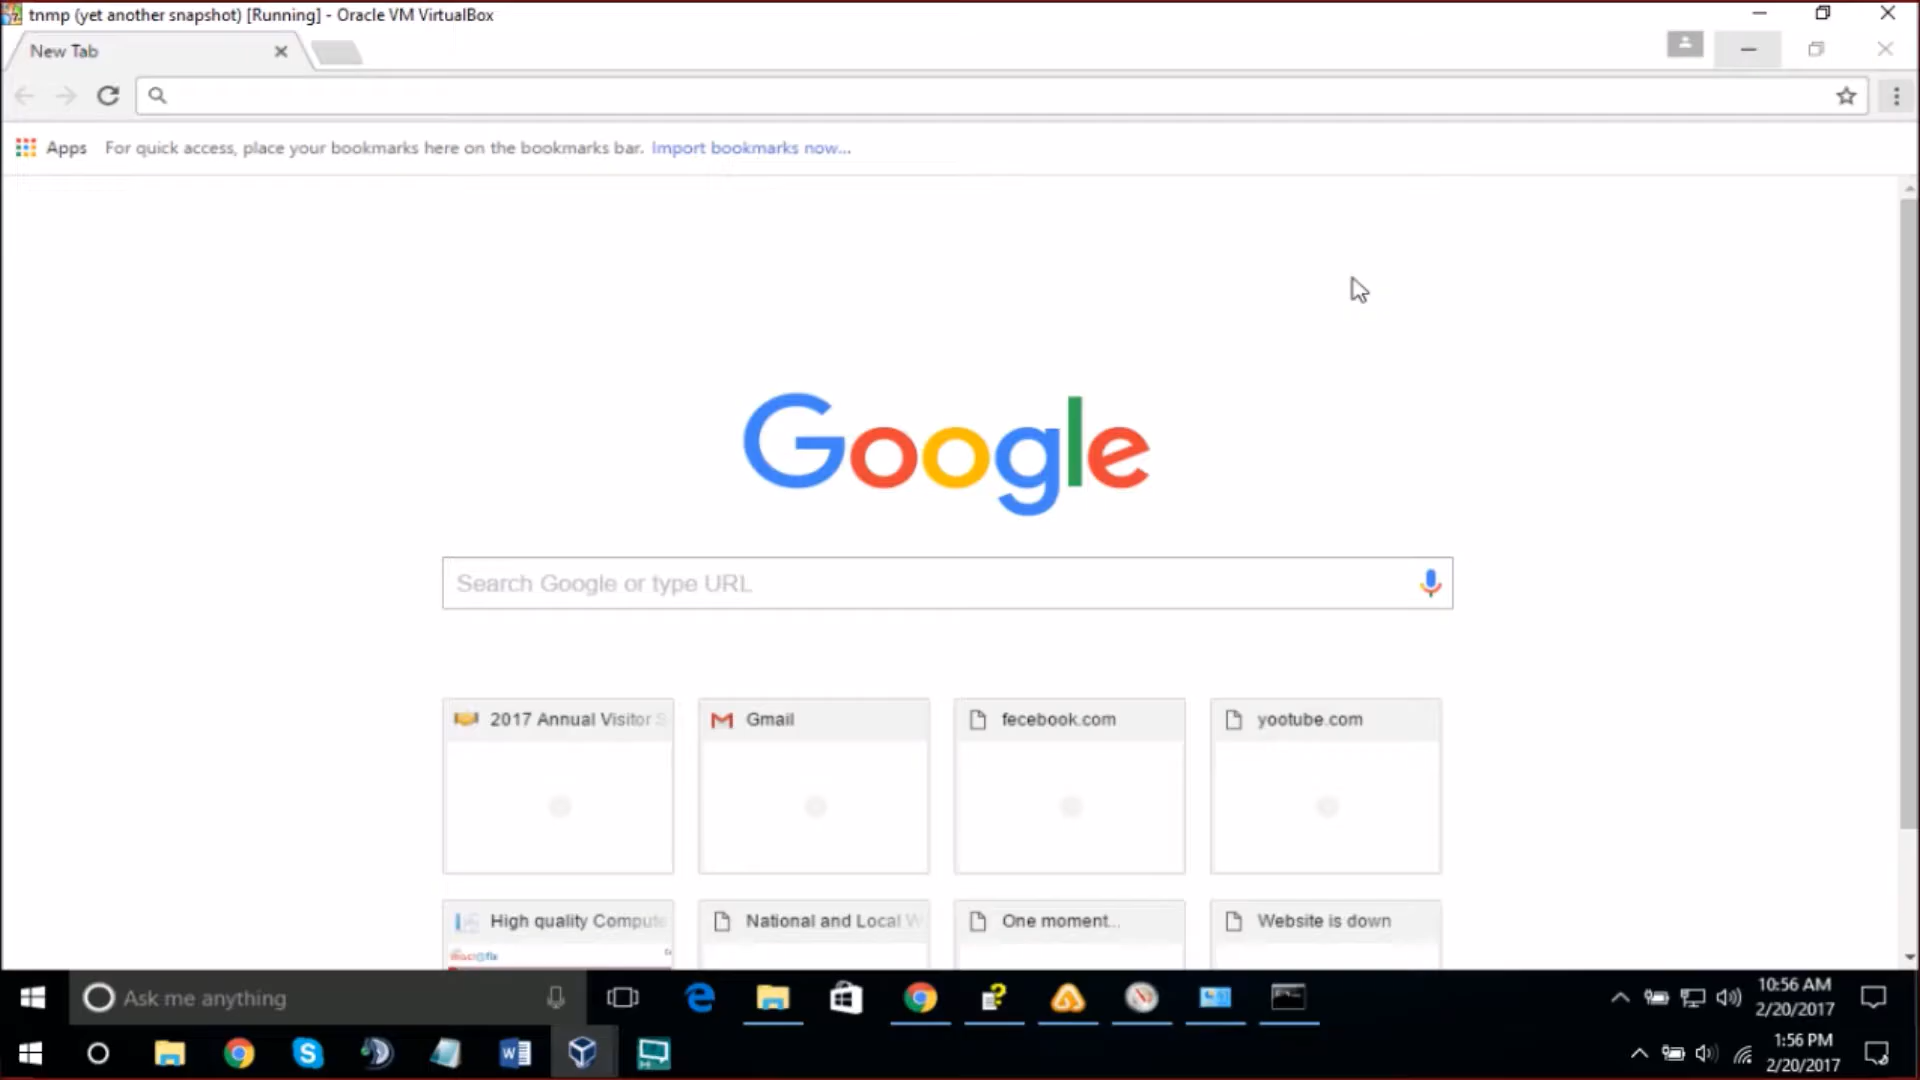 tnmp (yet another snapshot) [Running] - Oracle VM VirtualBox
New Tab
Apps For quick access, place your bookmarks here on the bookmarks bar. Import bookmarks now...
Google
Search Google or type URL
2017 Annual Visitor S
Gmail
fecebook.com
yootube.com
High quality Compute
National and Local W
One moment...
Website is down
Ask me anything
10:56 AM
2/20/2017
1:56 PM
2/20/2017